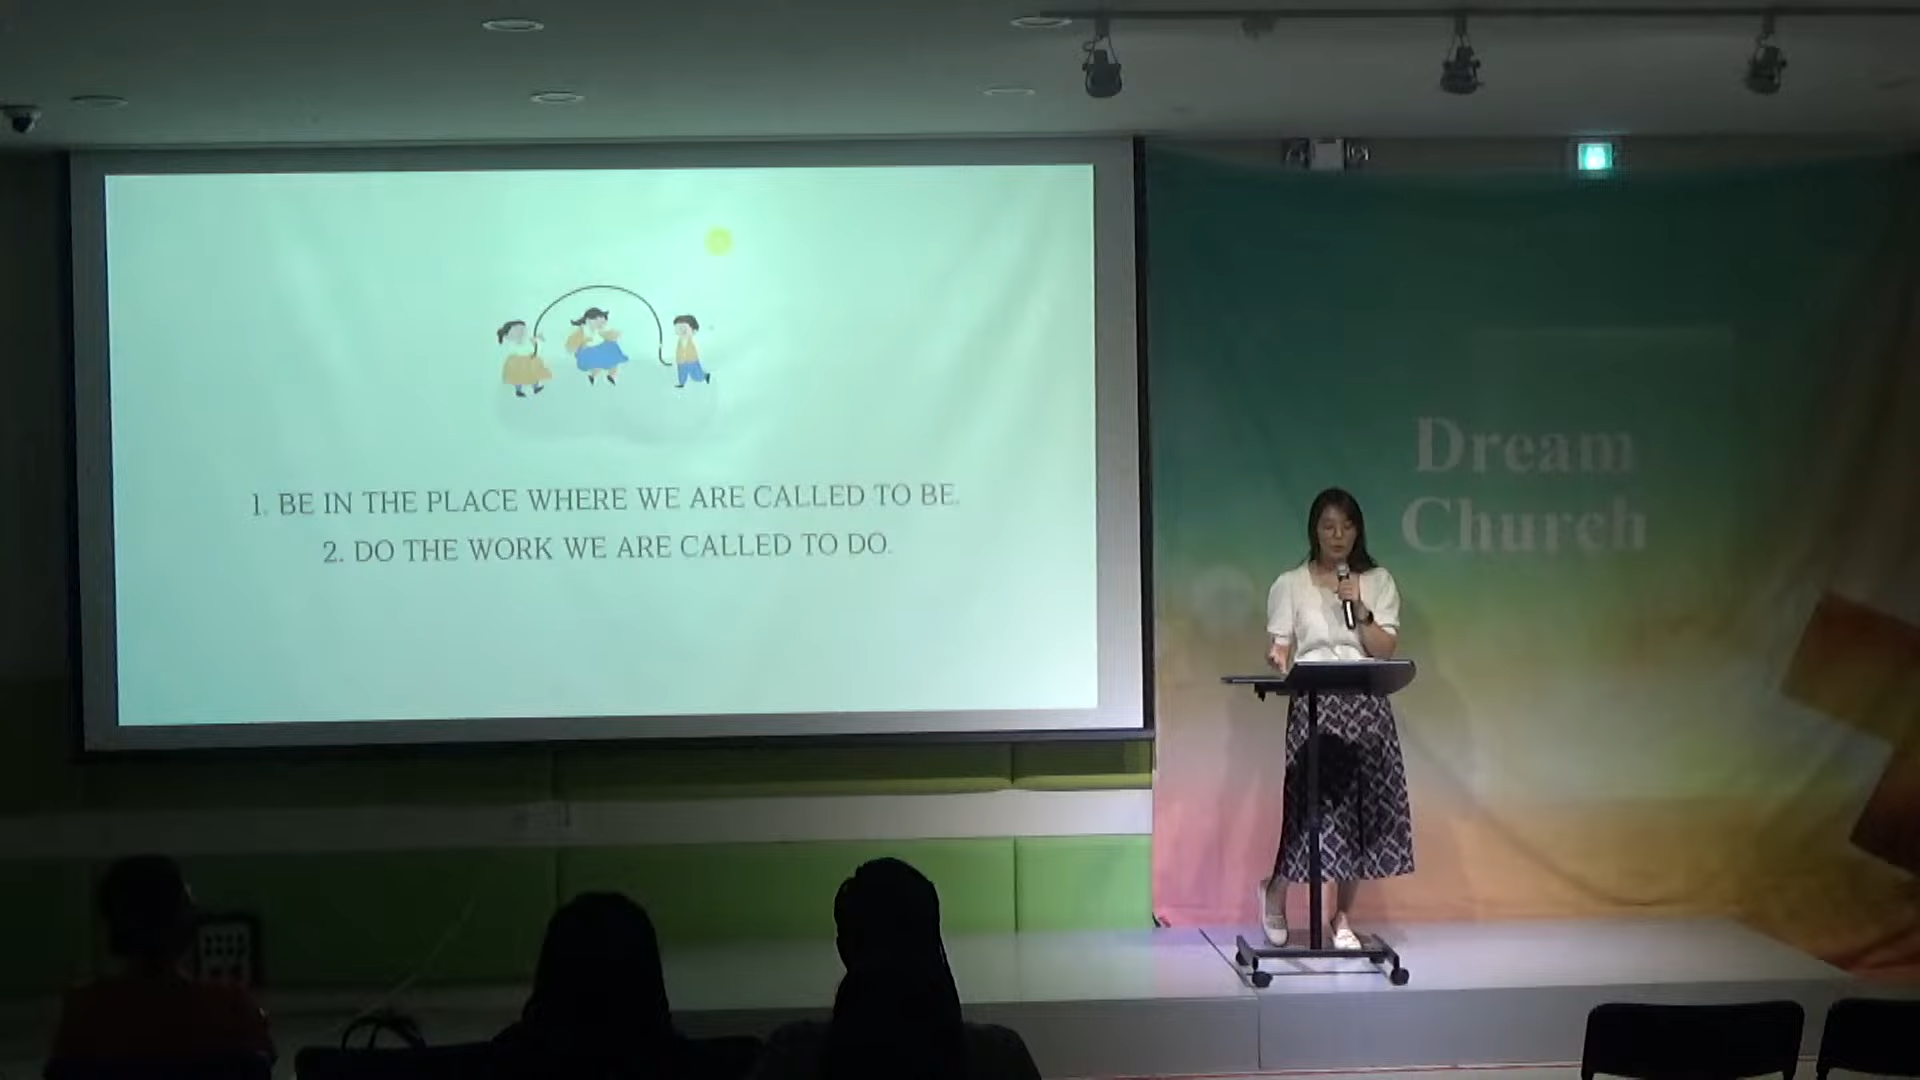 1. BE IN THE PLACE WHERE WE ARE CALLED TO BE.
2. DO THE WORK WE ARE CALLED TO DO.
Dream
Church